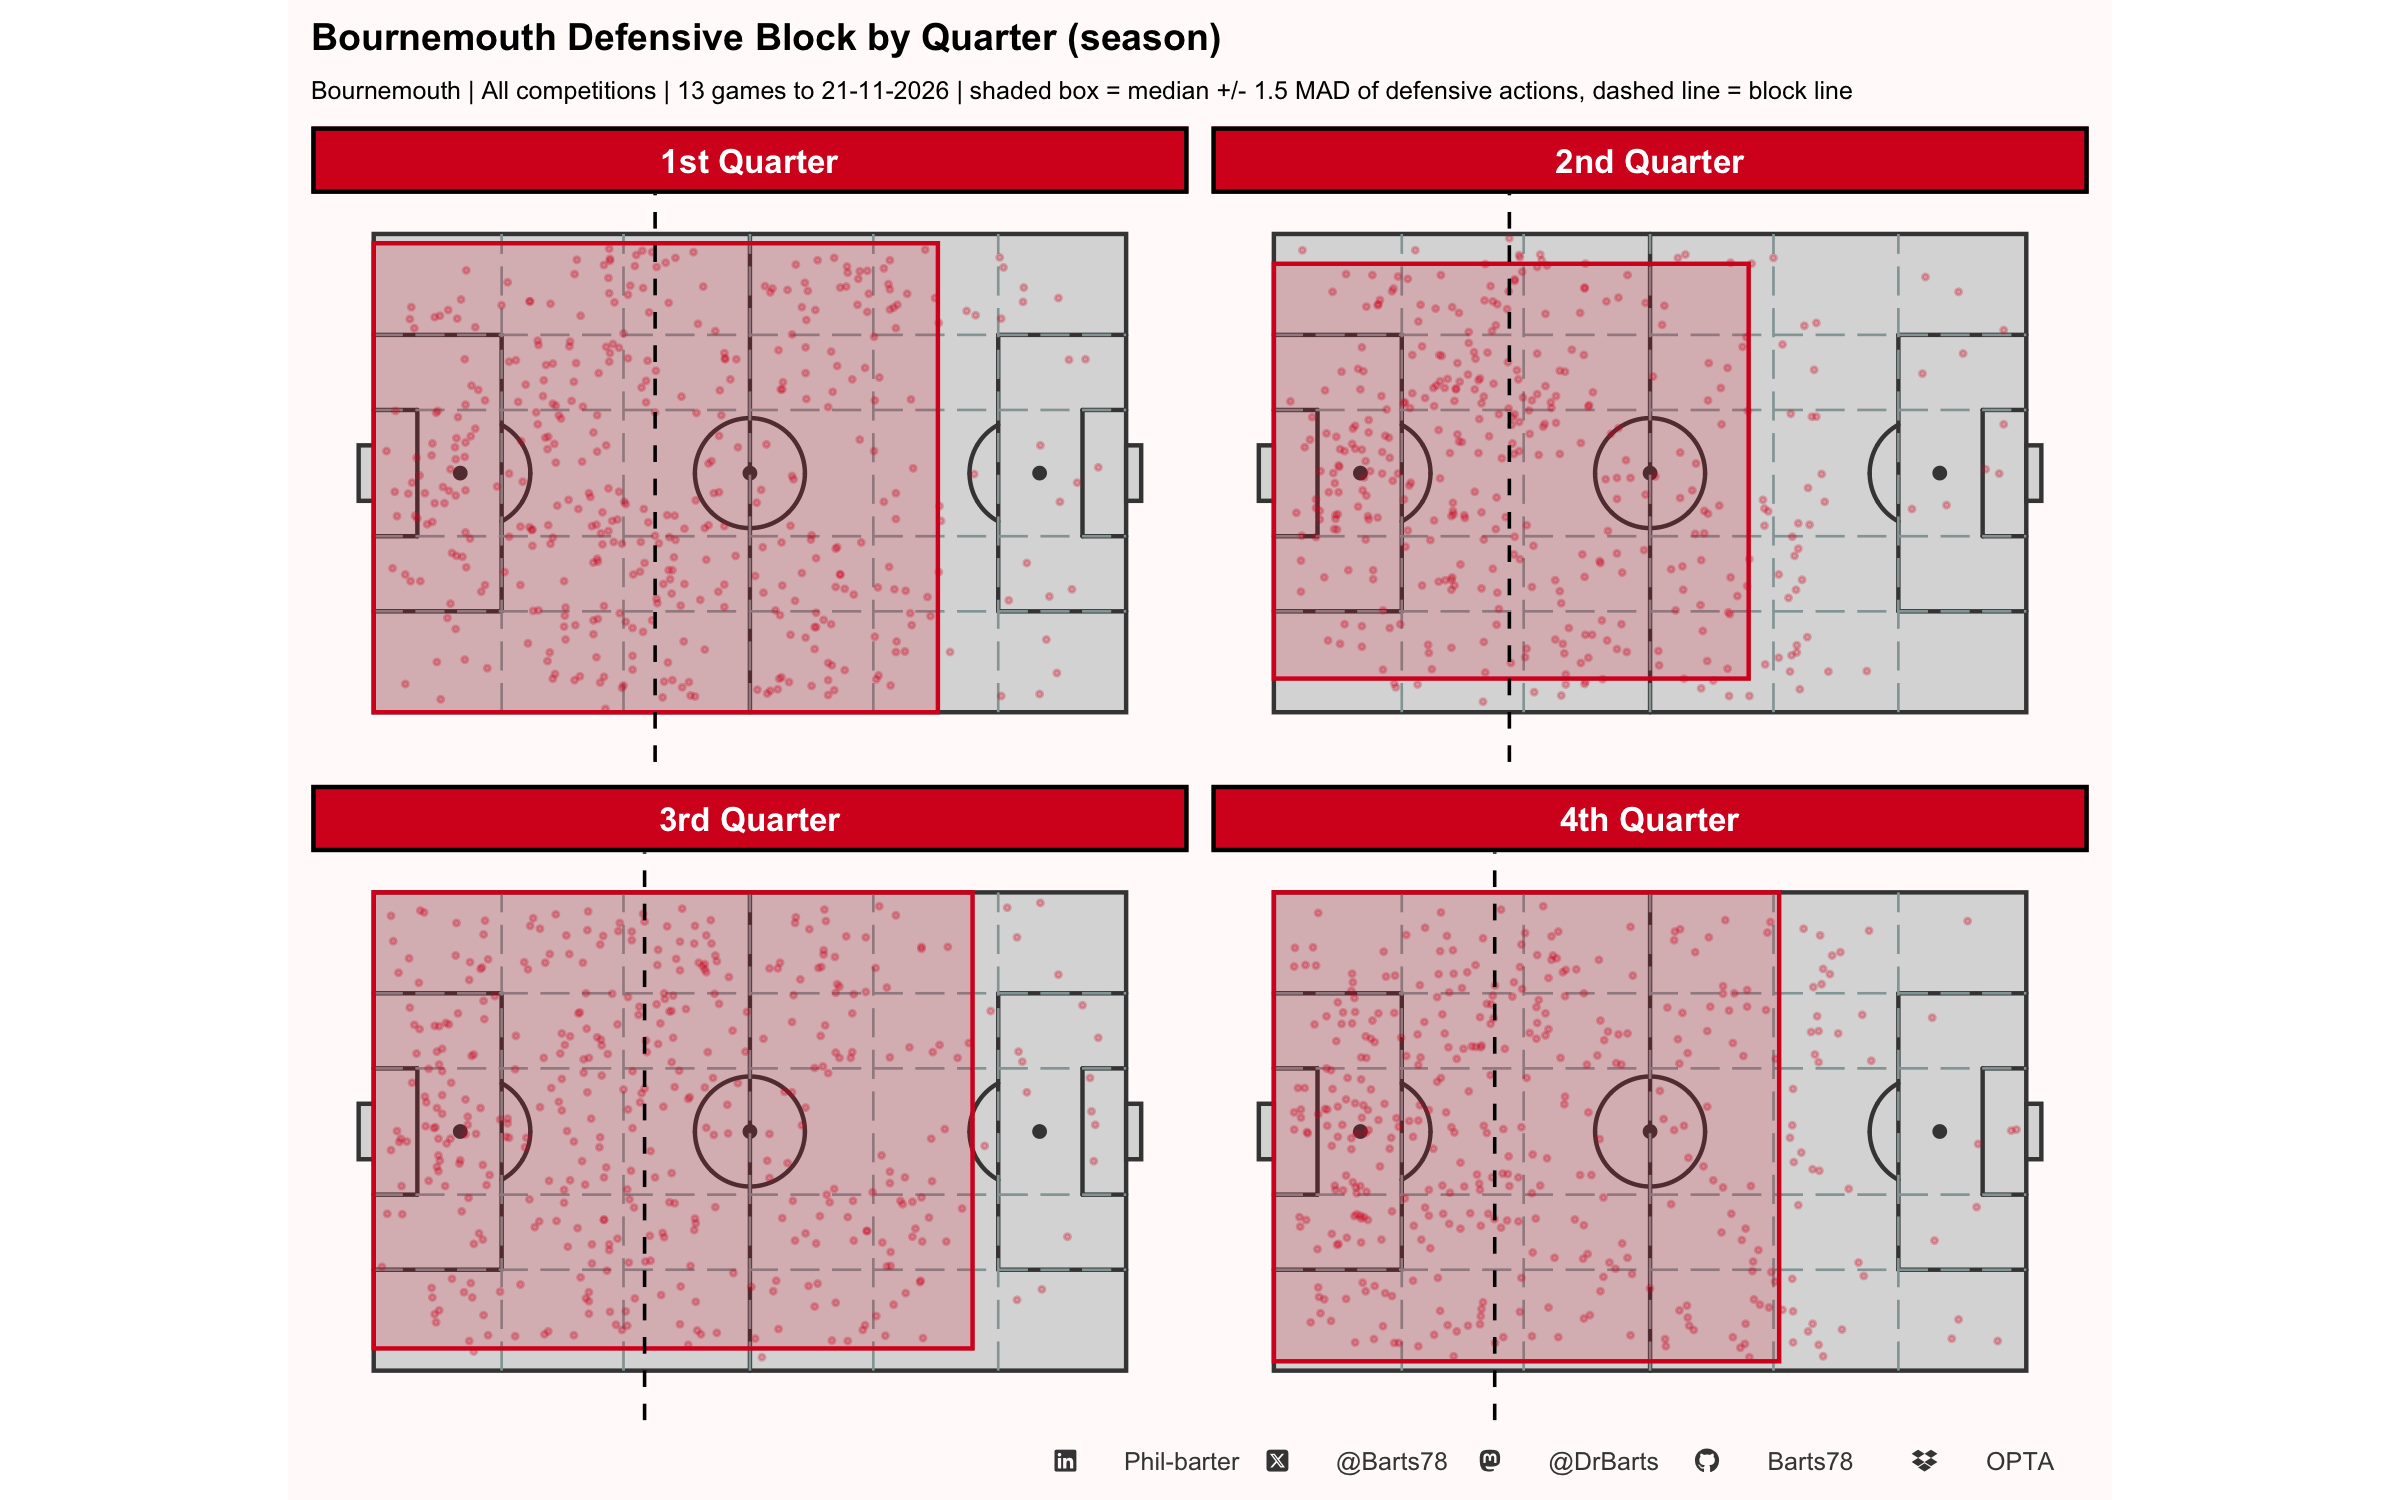 Bournemouth Defensive Block by Quarter (season)
Bournemouth | All competitions | 13 games to 21-11-2026 | shaded box = median +/- 1.5 MAD of defensive actions, dashed line = block line
1st Quarter
2nd Quarter
3rd Quarter
4th Quarter
Phil-barter @Barts78 @DrBarts Barts78 OPTA